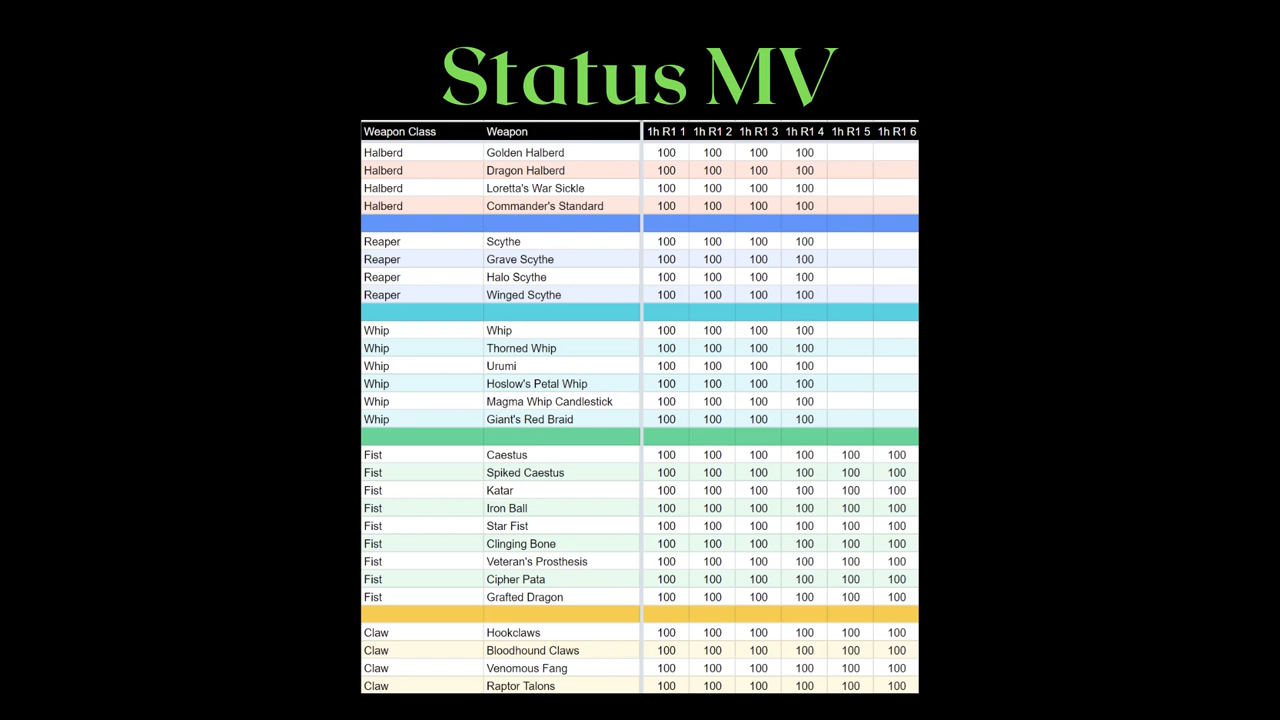 Status MV
Weapon Class Weapon 1h R1 1 1h R1 2 1h R1 3 1h R1 4 1h R1 5 1h R1 6
Halberd Golden Halberd 100 100 100 100
Halberd Dragon Halberd 100 100 100 100
Halberd Loretta's War Sickle 100 100 100 100
Halberd Commander's Standard 100 100 100 100
Reaper Scythe 100 100 100 100
Reaper Grave Scythe 100 100 100 100
Reaper Halo Scythe 100 100 100 100
Reaper Winged Scythe 100 100 100 100
Whip Whip 100 100 100 100
Whip Thorned Whip 100 100 100 100
Whip Urumi 100 100 100 100
Whip Hoslow's Petal Whip 100 100 100 100
Whip Magma Whip Candlestick 100 100 100 100
Whip Giant's Red Braid 100 100 100 100
Fist Caestus 100 100 100 100 100 100
Fist Spiked Caestus 100 100 100 100 100 100
Fist Katar 100 100 100 100 100 100
Fist Iron Ball 100 100 100 100 100 100
Fist Star Fist 100 100 100 100 100 100
Fist Clinging Bone 100 100 100 100 100 100
Fist Veteran's Prosthesis 100 100 100 100 100 100
Fist Cipher Pata 100 100 100 100 100 100
Fist Grafted Dragon 100 100 100 100 100 100
Claw Hookclaws 100 100 100 100 100 100
Claw Bloodhound Claws 100 100 100 100 100 100
Claw Venomous Fang 100 100 100 100 100 100
Claw Raptor Talons 100 100 100 100 100 100